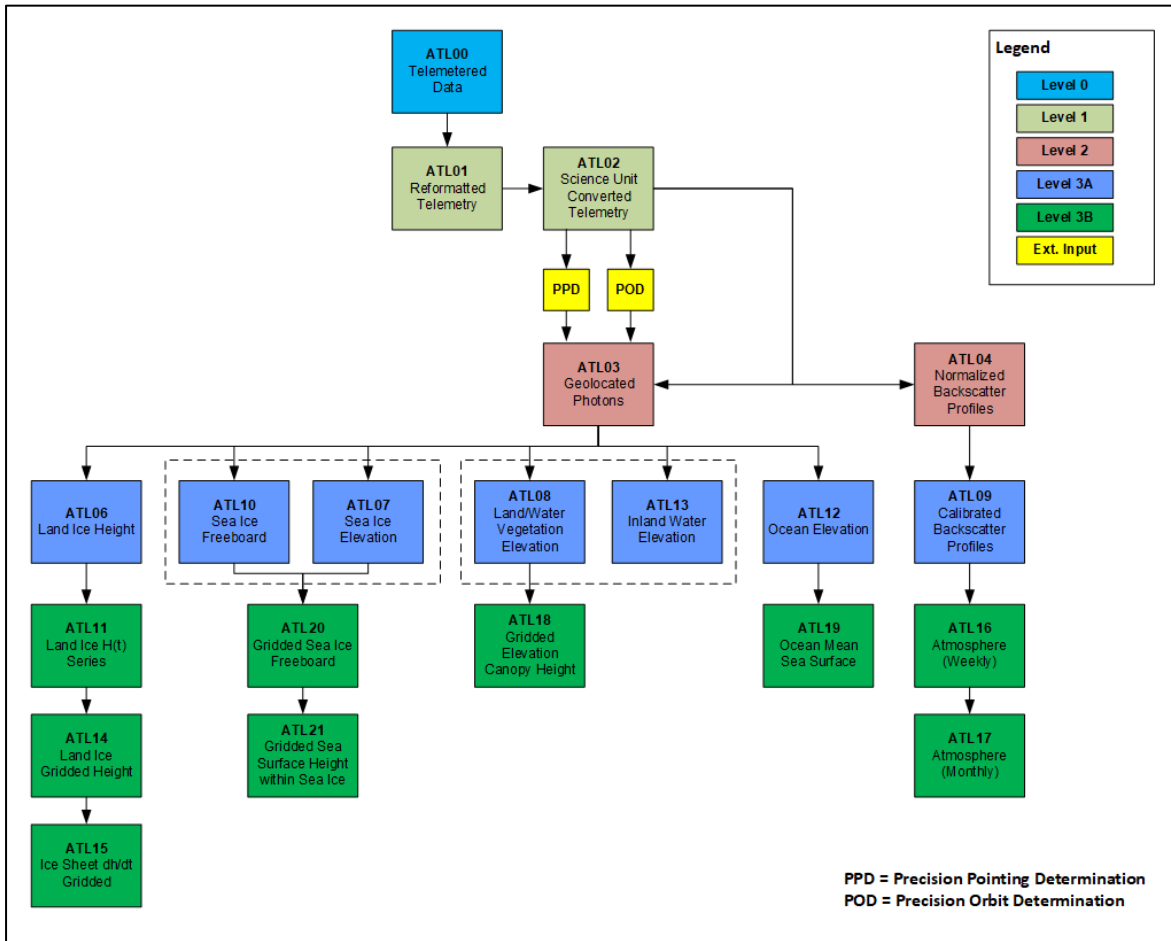 ATL00
Telemetered
Data
Legend
Level 0
Level 1
Level 2
Level 3A
Level 3B
Ext. Input
ATL01
Reformatted
Telemetry
ATL02
Science Unit
Converted
Telemetry
PPD
POD
ATL03
Geolocated
Photons
ATL04
Normalized
Backscatter
Profiles
ATL06
Land Ice Height
ATL10
Sea Ice
Freeboard
ATL07
Sea Ice
Elevation
ATL08
Land/Water
Vegetation
Elevation
ATL13
Inland Water
Elevation
ATL12
Ocean Elevation
ATL09
Calibrated
Backscatter
Profiles
ATL11
Land Ice H(t)
Series
ATL20
Gridded Sea Ice
Freeboard
ATL18
Gridded
Elevation
Canopy Height
ATL19
Ocean Mean
Sea Surface
ATL16
Atmosphere
(Weekly)
ATL14
Land Ice
Gridded Height
ATL21
Gridded Sea
Surface Height
within Sea Ice
ATL17
Atmosphere
(Monthly)
ATL15
Ice Sheet dh/dt
Gridded
PPD = Precision Pointing Determination
POD = Precision Orbit Determination